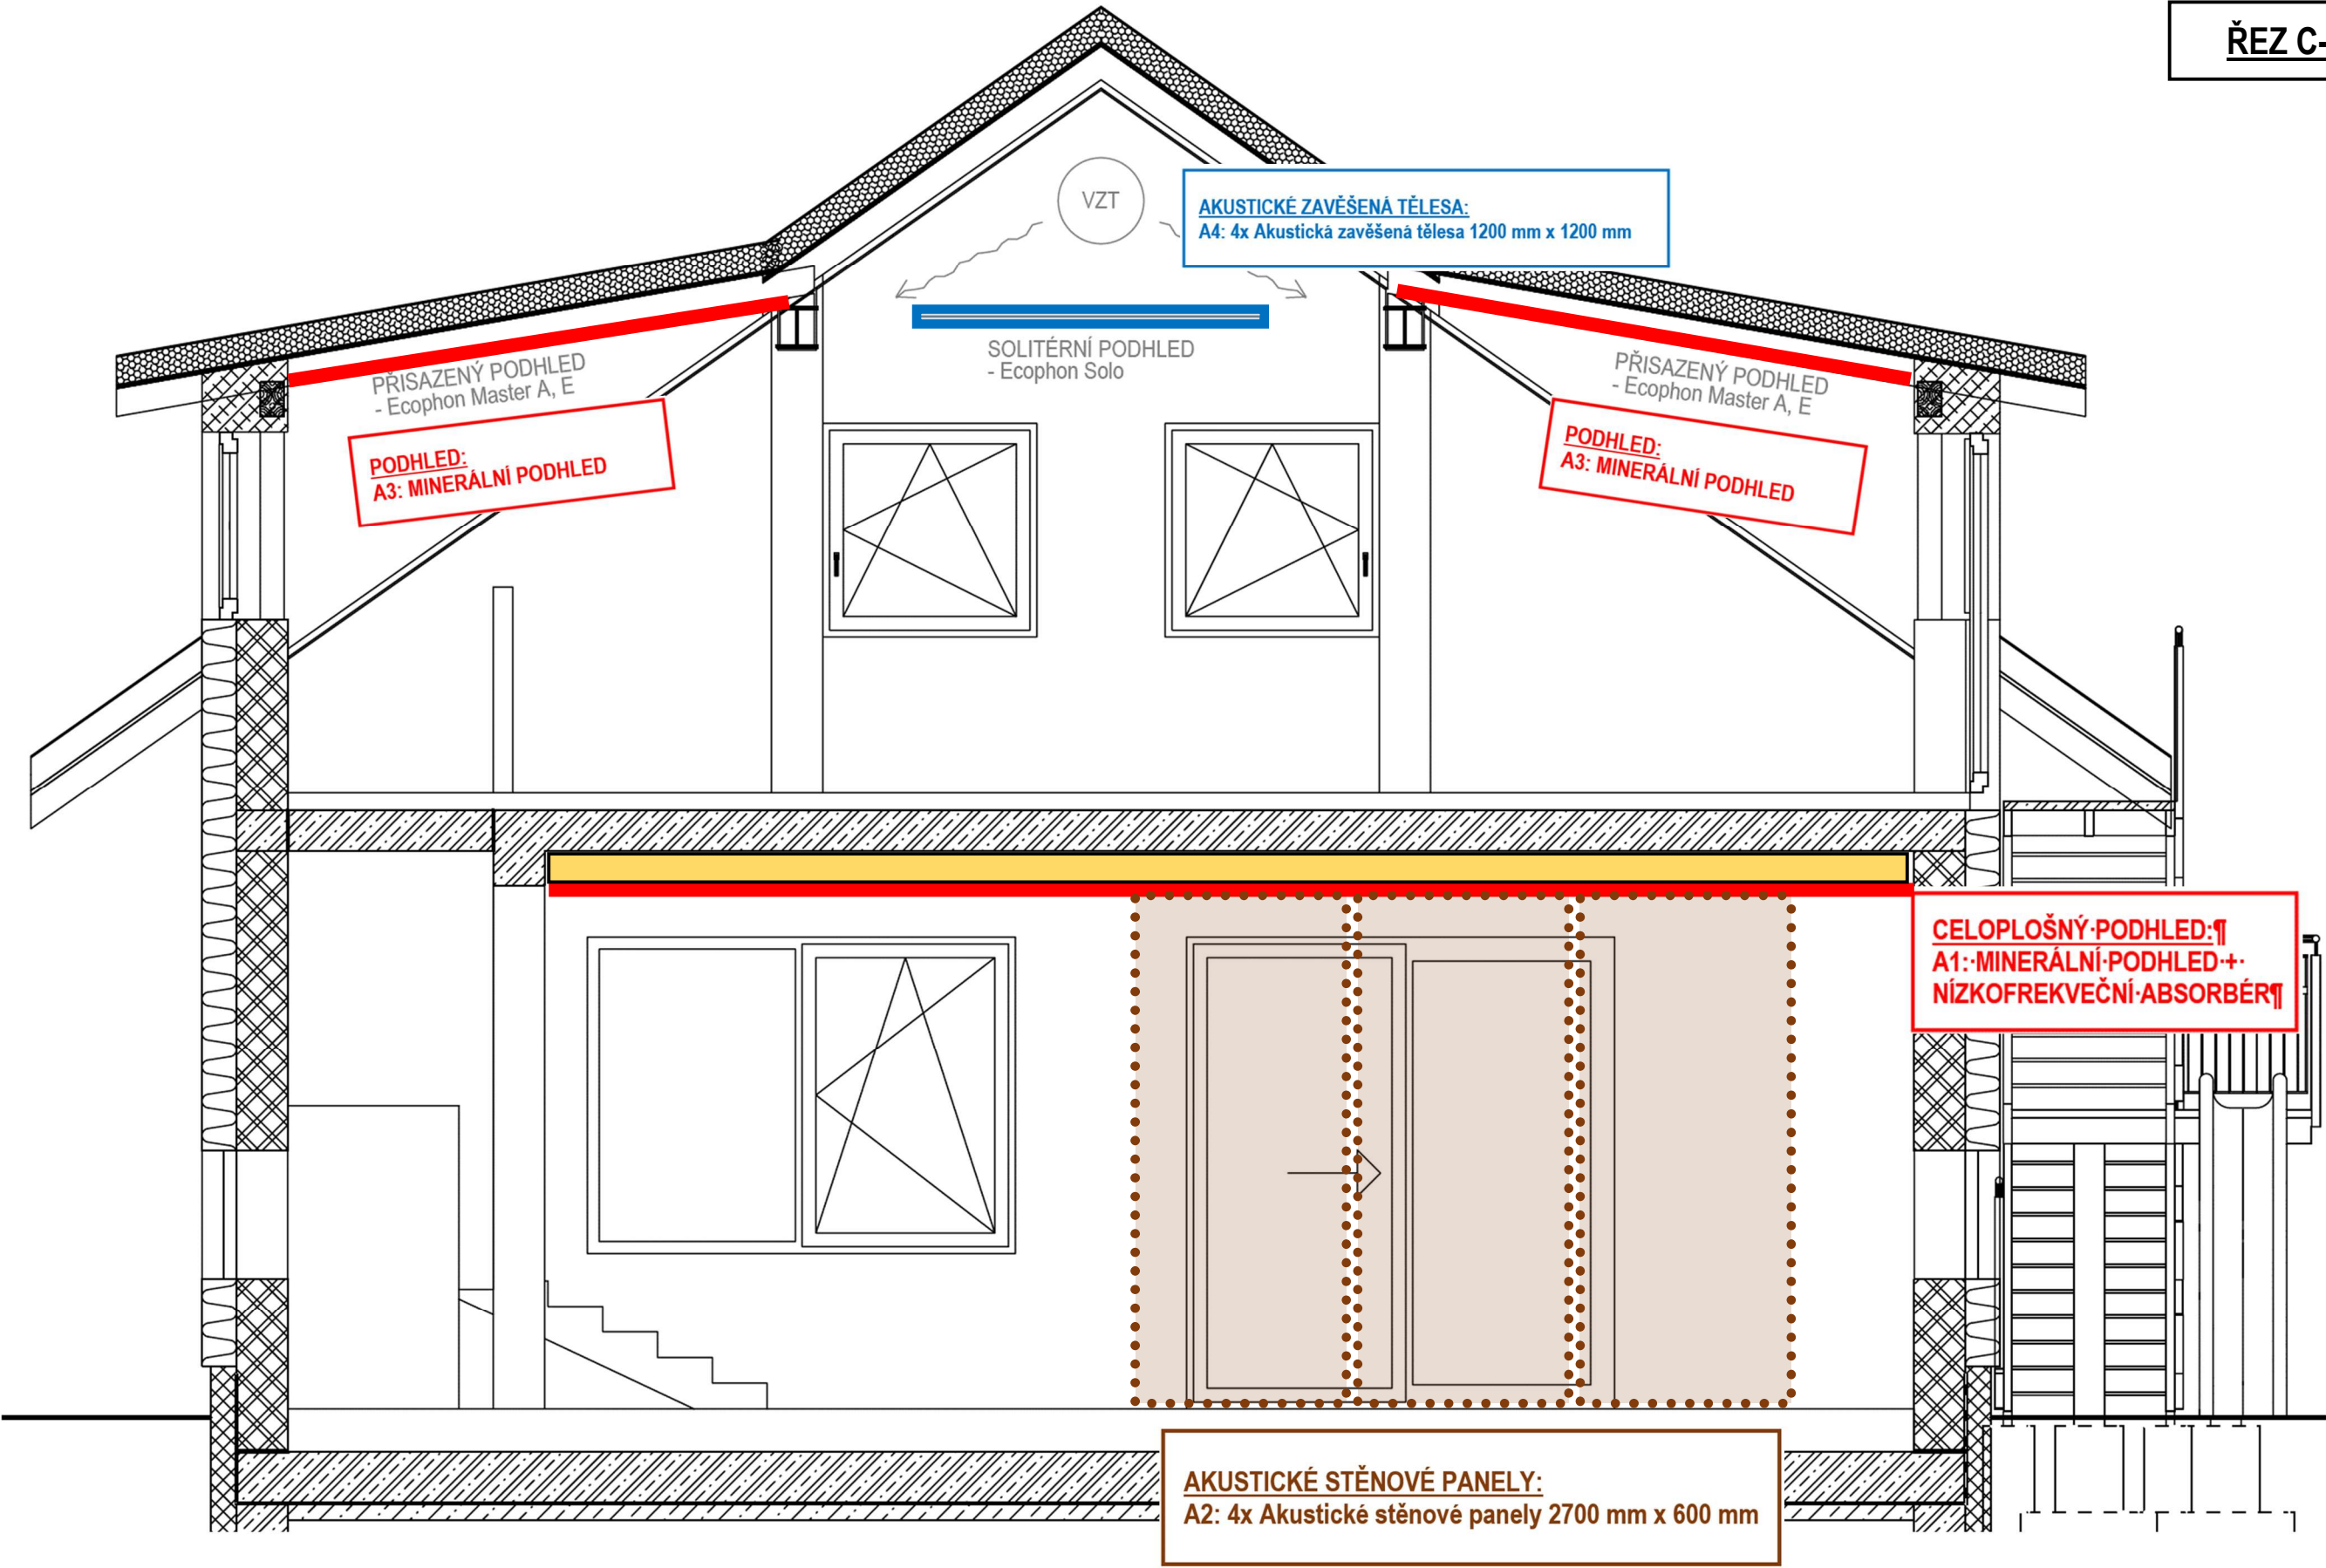 ŘEZ C-
VZT
AKUSTICKÉ ZAVĚŠENÁ TĚLESA:
A4: 4x Akustická zavěšená tělesa 1200 mm x 1200 mm
SOLITÉRNÍ PODHLED
- Ecophon Solo
PŘISAZENÝ PODHLED
- Ecophon Master A, E
PODHLED:
A3: MINERÁLNÍ PODHLED
PŘISAZENÝ PODHLED
- Ecophon Master A, E
PODHLED:
A3: MINERÁLNÍ PODHLED
CELOPLOŠNÝ·PODHLED:¶
A1:·MINERÁLNÍ·PODHLED·+·
NÍZKOFREKVEČNÍ·ABSORBÉR¶
AKUSTICKÉ STĚNOVÉ PANELY:
A2: 4x Akustické stěnové panely 2700 mm x 600 mm